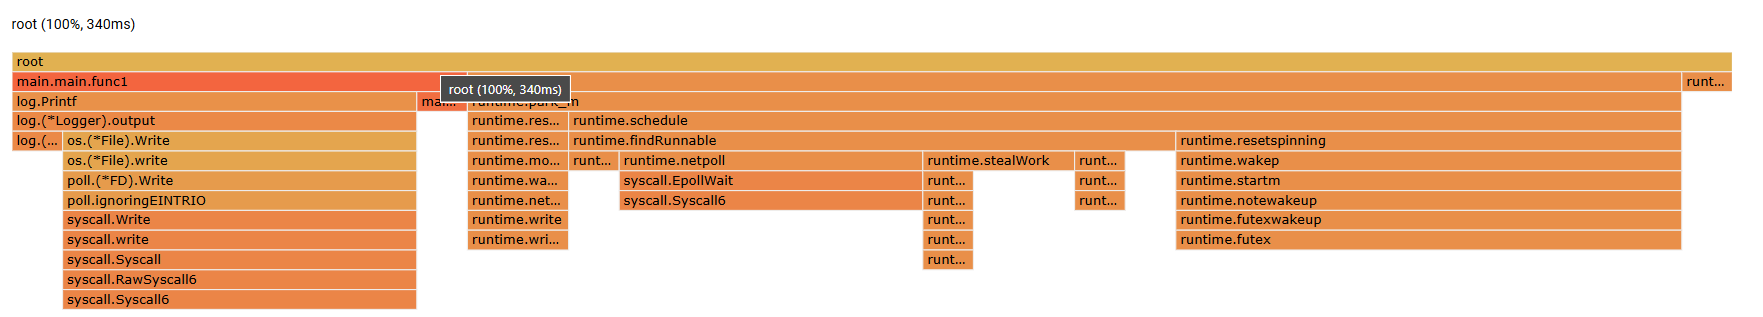 root (100%, 340ms)
root
main.main.func1 runt...
root (100%, 340ms)
log.Printf mai... runtime.park_m
log.(*Logger).output runtime.res... runtime.schedule
log.(... os.(*File).Write runtime.res... runtime.findRunnable runtime.resetspinning
os.(*File).write runtime.mo... runt... runtime.netpoll runtime.stealWork runt... runtime.wakep
poll.(*FD).Write runtime.wa... syscall.EpollWait runt... runt... runtime.startm
poll.ignoringEINTRIO runtime.net... syscall.Syscall6 runt... runt... runtime.notewakeup
syscall.Write runtime.write runt... runtime.futexwakeup
syscall.write runtime.wri... runt... runtime.futex
syscall.Syscall runt...
syscall.RawSyscall6
syscall.Syscall6